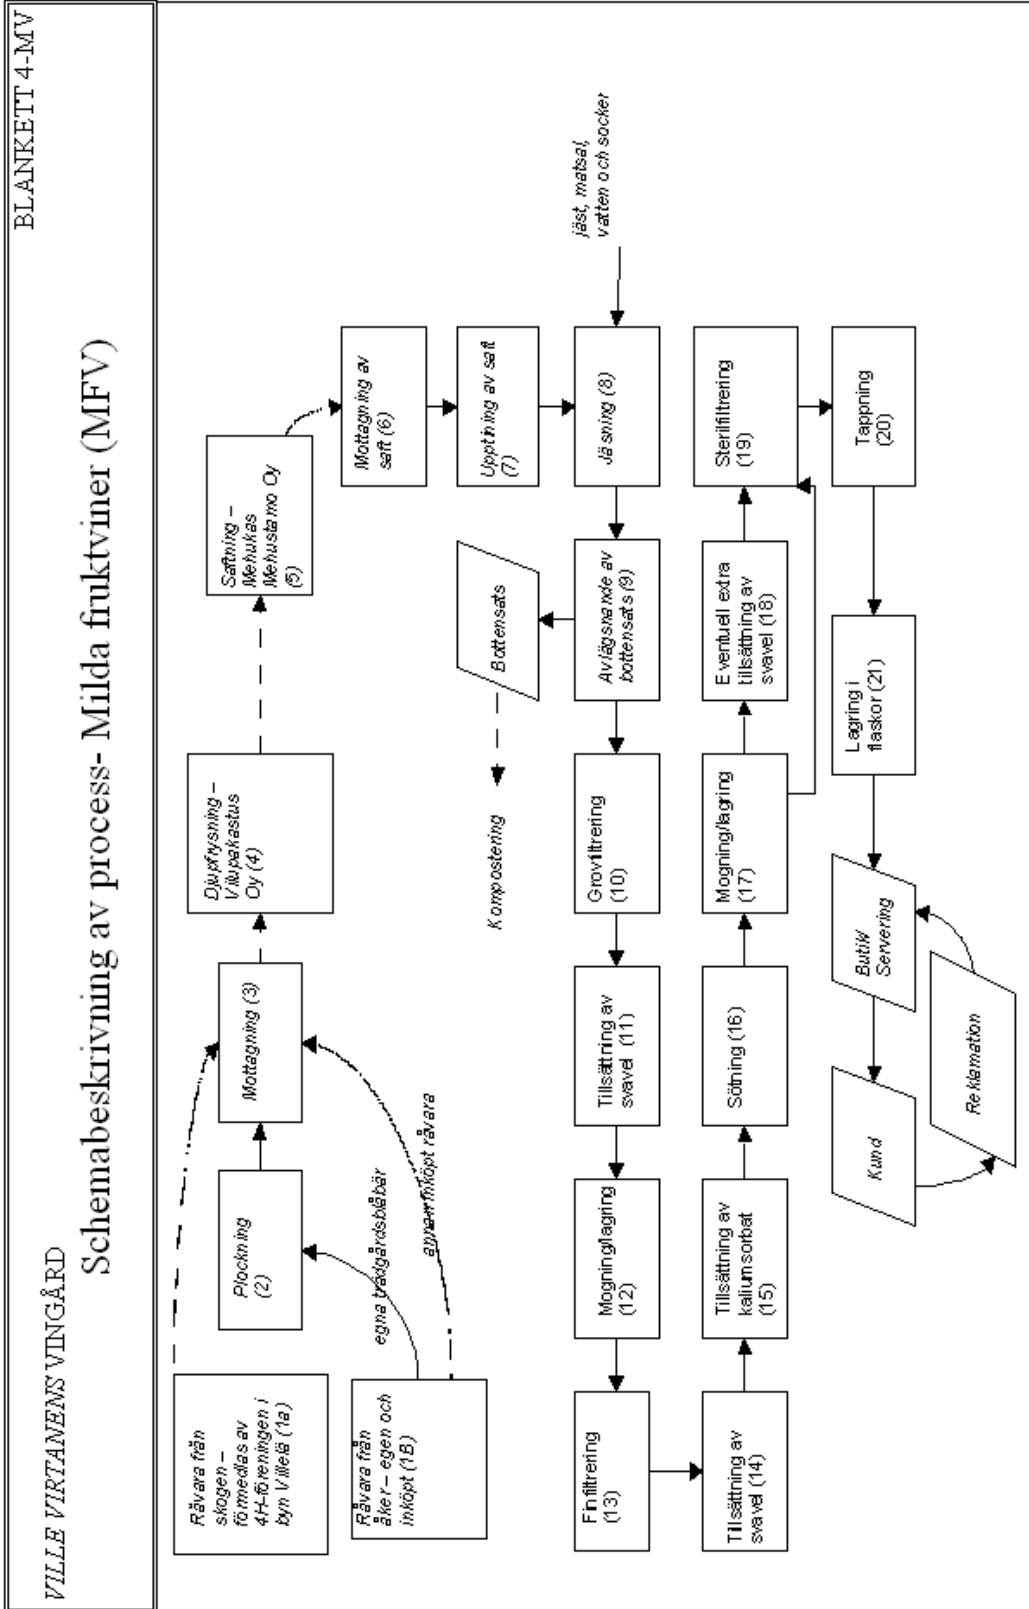 BLANKETT 4-MV
VILLE VIRTANENS VINGÅRD
Schemabeskrivning av process- Milda fruktviner (MFV)
Råvara från
skogen –
förmedlas av
4H-föreningen i
byn Villelä (1a)
Råvara från
åker – egen och
inköpt (1B)
egna trädgårdsblåbär
annan inköpt råvara
Plockning
(2)
Mottagning (3)
Djupfrysning –
Vilupakastus
Oy (4)
Saftning –
Mehukas
Mehustamo Oy
(5)
Mottagning av
saft (6)
Upptining av saft
(7)
jäst, matsal,
vatten och socker
Jäsning (8)
Avlägsnande av
bottensats (9)
Bottensats
Kompostering
Grovfiltrering
(10)
Tillsättning av
svavel (11)
Mogning/lagring
(12)
Finfiltrering
(13)
Tillsättning av
svavel (14)
Tillsättning av
kaliumsorbat
(15)
Sötning (16)
Mogning/lagring
(17)
Eventuell extra
tillsättning av
svavel (18)
Sterilfiltrering
(19)
Tappning
(20)
Lagring i
flaskor (21)
Butik/
Servering
Kund
Reklamation